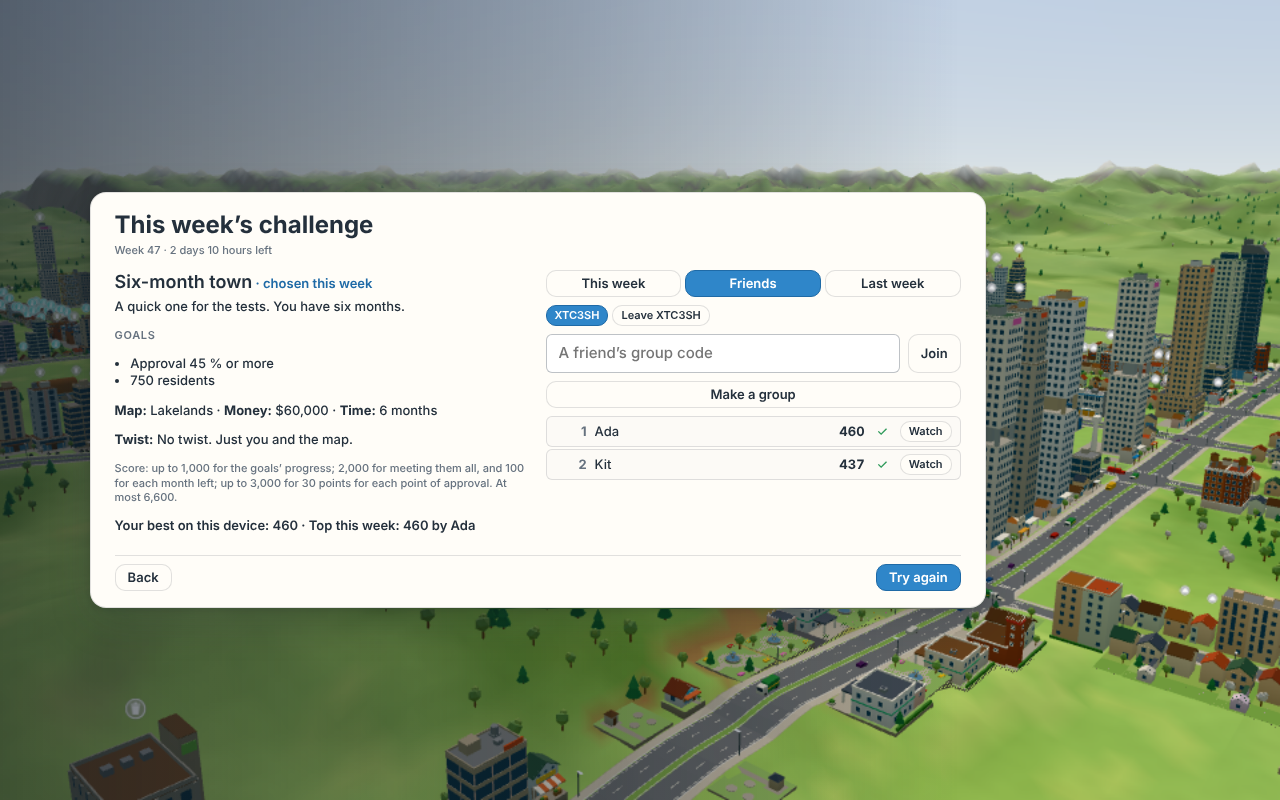 This week’s challenge
Week 47 · 2 days 10 hours left
Six-month town · chosen this week
A quick one for the tests. You have six months.
GOALS
• Approval 45 % or more
• 750 residents
Map: Lakelands · Money: $60,000 · Time: 6 months
Twist: No twist. Just you and the map.
Score: up to 1,000 for the goals’ progress; 2,000 for meeting them all, and 100
for each month left; up to 3,000 for 30 points for each point of approval. At
most 6,600.
Your best on this device: 460 · Top this week: 460 by Ada
This week Friends Last week
XTC3SH Leave XTC3SH
A friend’s group code Join
Make a group
1 Ada 460 ✓ Watch
2 Kit 437 ✓ Watch
Back Try again